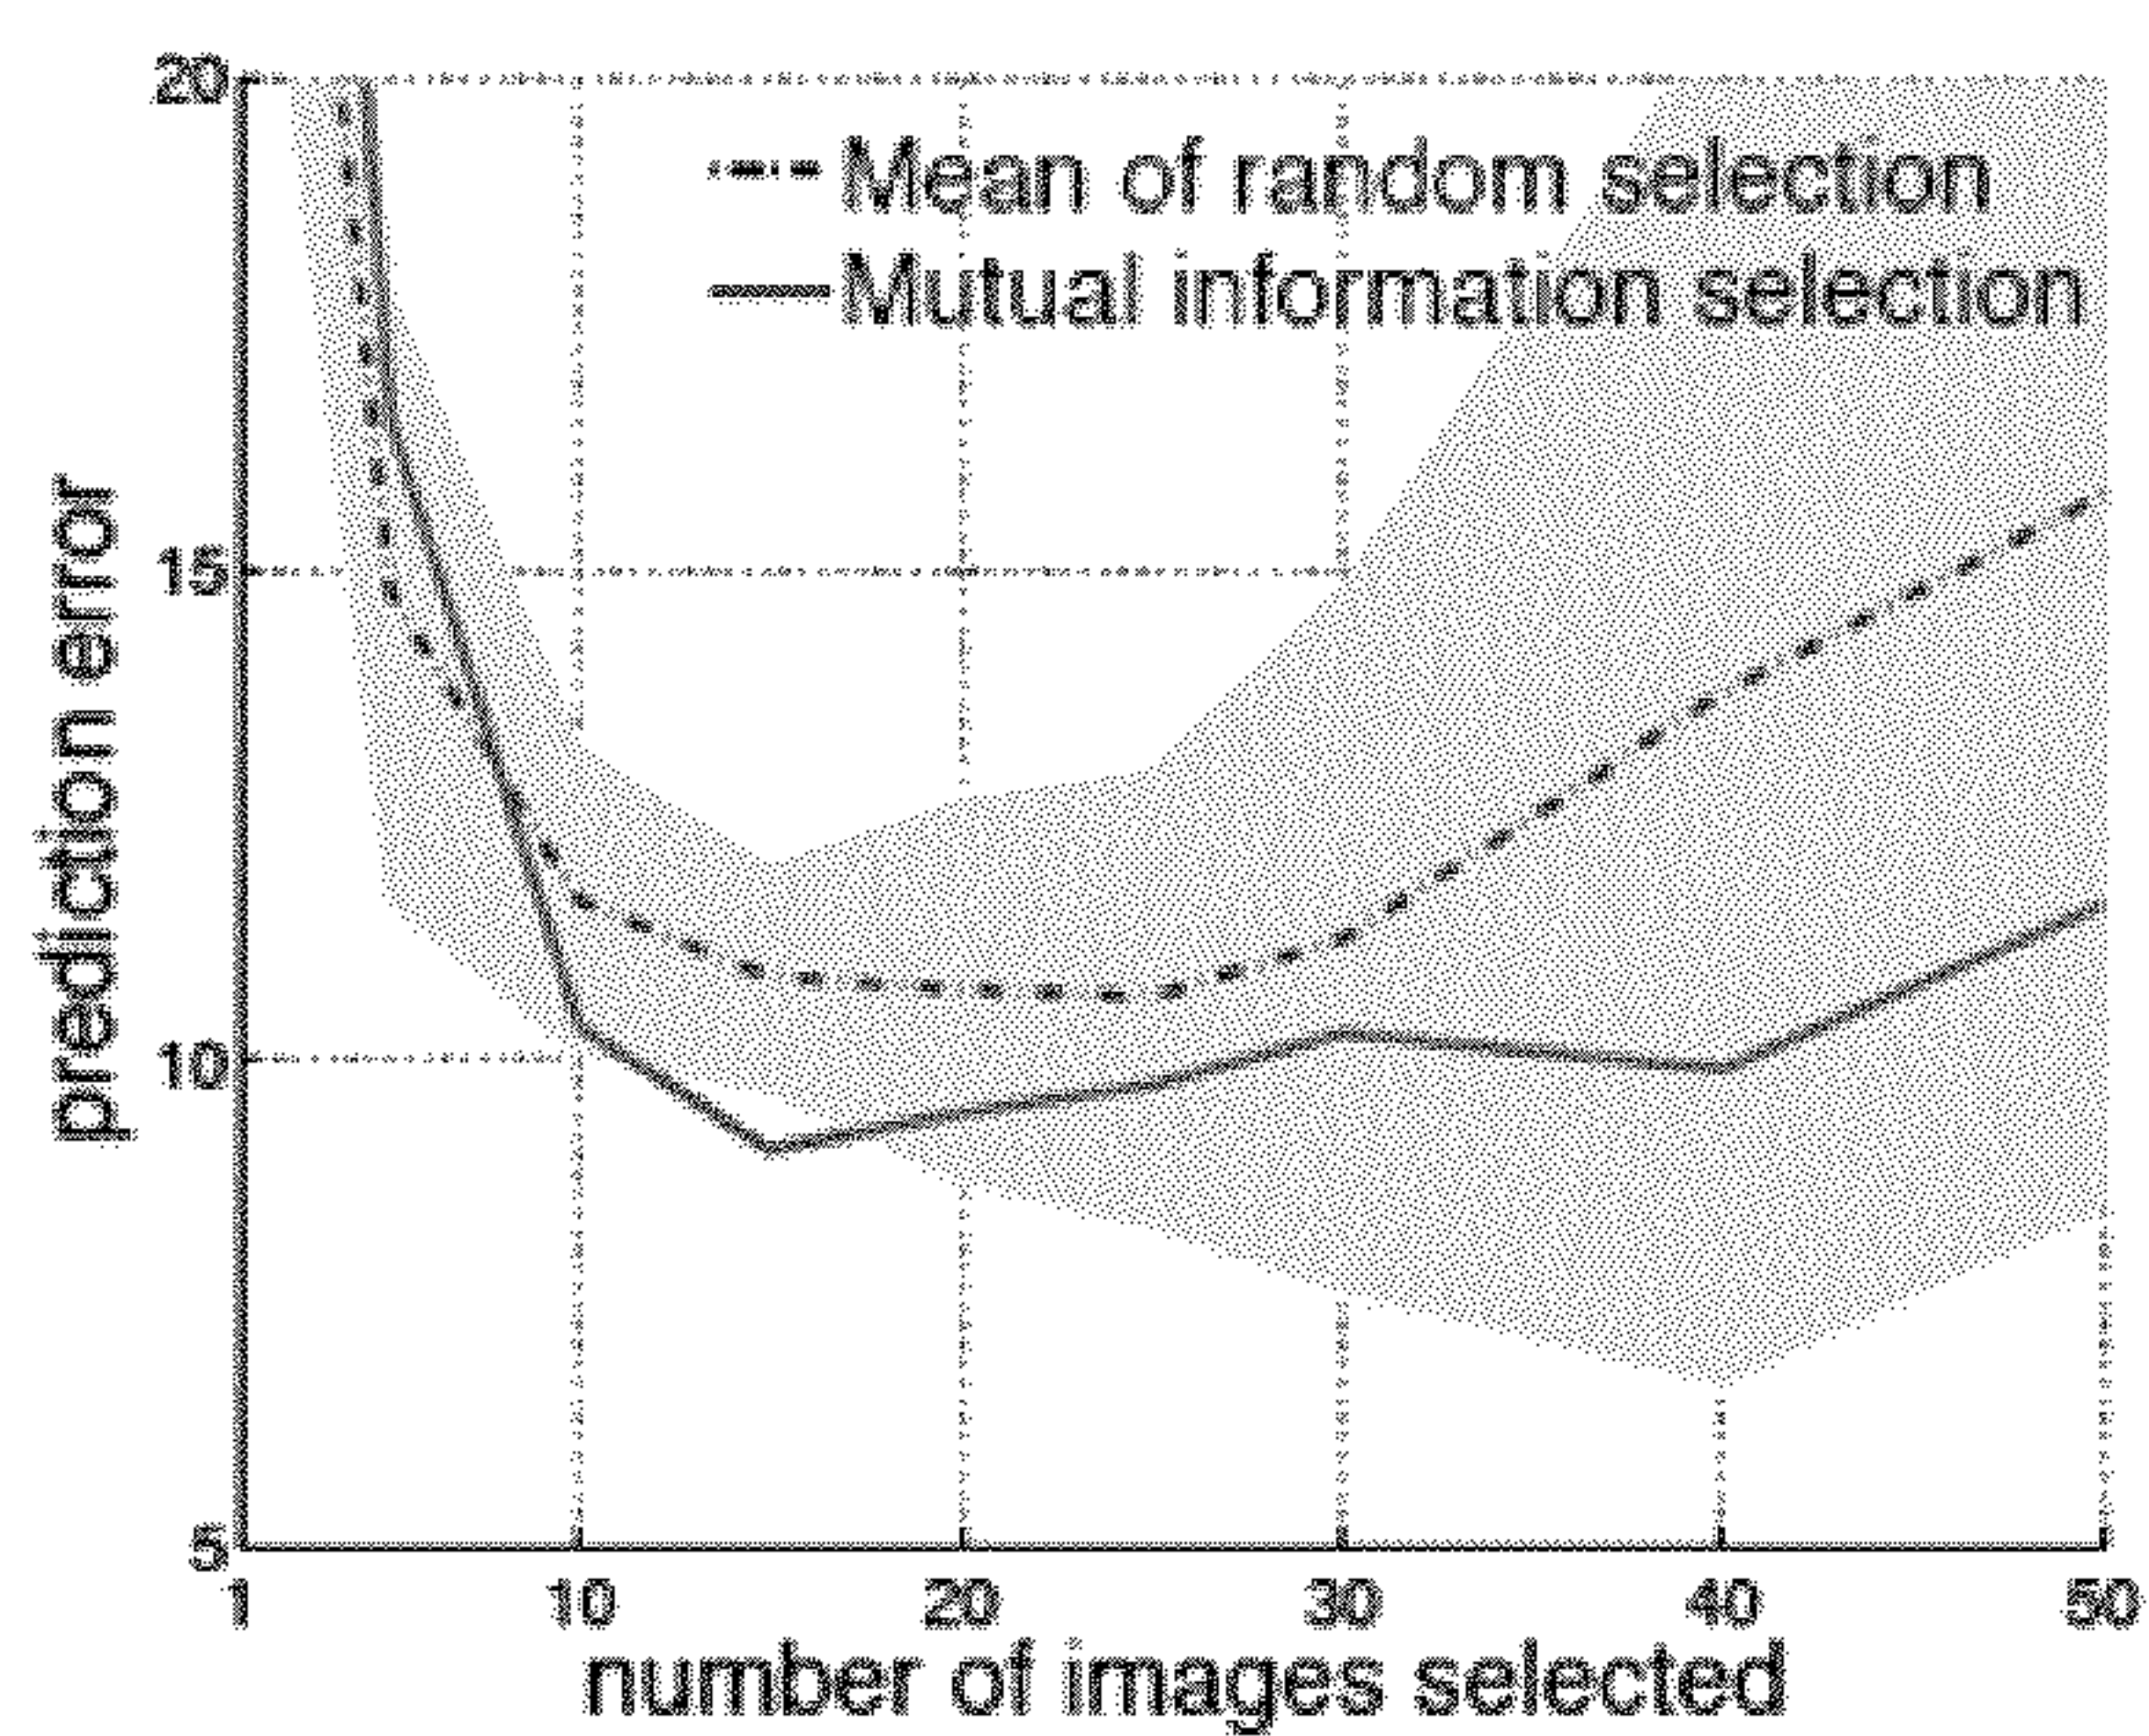 20
Mean of random selection
Mutual information selection
15
10
5
prediction error
1 10 20 30 40 50
number of images selected